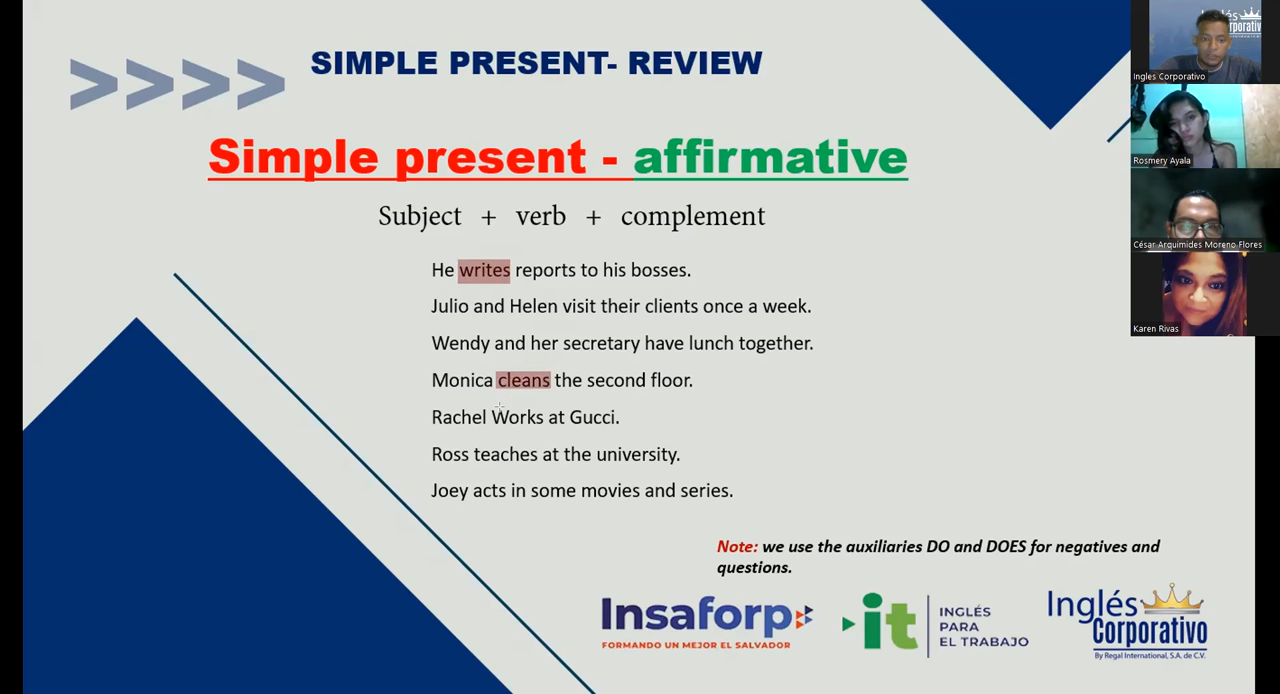 SIMPLE PRESENT- REVIEW
Simple present - affirmative
Subject + verb + complement
He writes reports to his bosses.
Julio and Helen visit their clients once a week.
Wendy and her secretary have lunch together.
Monica cleans the second floor.
Rachel Works at Gucci.
Ross teaches at the university.
Joey acts in some movies and series.
Note: we use the auxiliaries DO and DOES for negatives and
questions.
Insaforp
FORMANDO UN MEJOR EL SALVADOR
it
INGLÉS
PARA
EL TRABAJO
Inglés
Corporativo
By Regal International, S.A. de C.V.
Ingles Corporativo
Rosmery Ayala
César Arquimides Moreno Flores
Karen Rivas